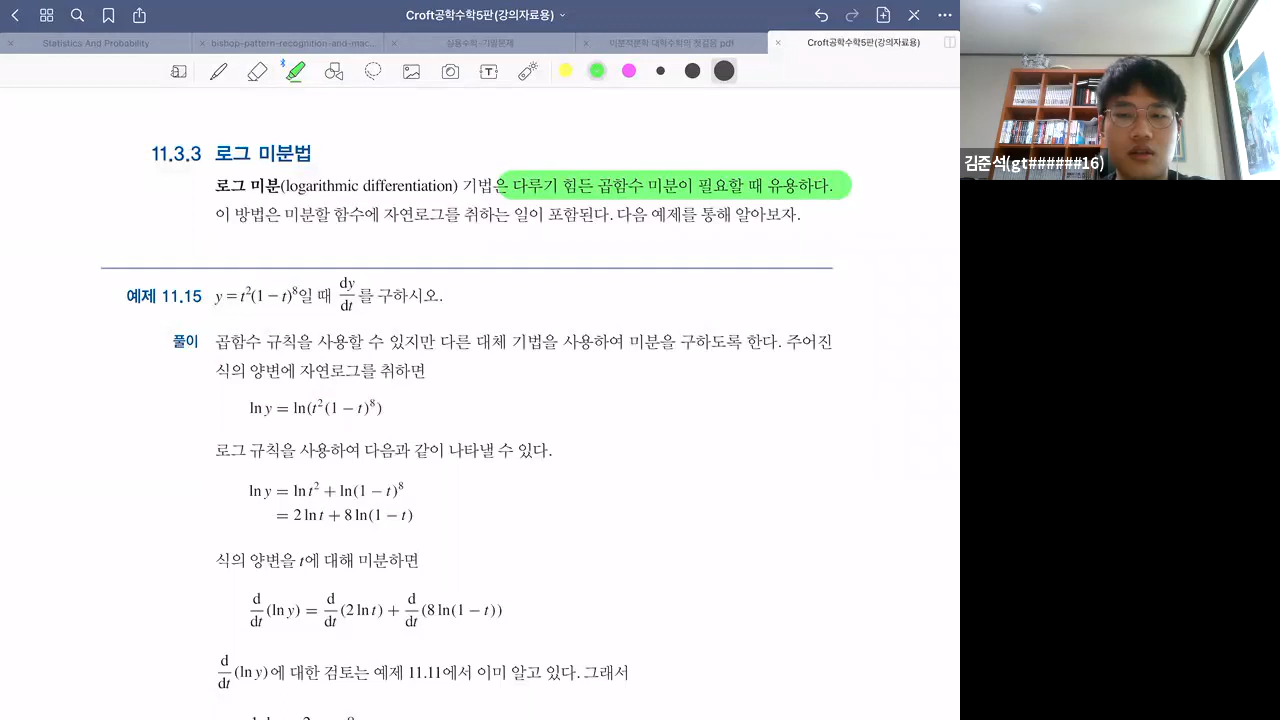 Croft공학수학5판(강의자료용)
Statistics And Probability
bishop-pattern-recognition-and-mac...
미분적분학 대학수학의 첫걸음 pdf
Croft공학수학5판(강의자료용)
김준석(gt######16)
11.3.3 로그 미분법
로그 미분(logarithmic differentiation) 기법은 다루기 힘든 곱함수 미분이 필요할 때 유용하다.
이 방법은 미분할 함수에 자연로그를 취하는 일이 포함된다. 다음 예제를 통해 알아보자.
예제 11.15 y = t²(1 − t)⁸일 때 dy/dt를 구하시오.
풀이 곱함수 규칙을 사용할 수 있지만 다른 대체 기법을 사용하여 미분을 구하도록 한다. 주어진
식의 양변에 자연로그를 취하면
ln y = ln(t²(1 − t)⁸)
로그 규칙을 사용하여 다음과 같이 나타낼 수 있다.
ln y = ln t² + ln(1 − t)⁸
= 2 ln t + 8 ln(1 − t)
식의 양변을 t에 대해 미분하면
d/dt(ln y) = d/dt(2 ln t) + d/dt(8 ln(1 − t))
d/dt(ln y)에 대한 검토는 예제 11.11에서 이미 알고 있다. 그래서